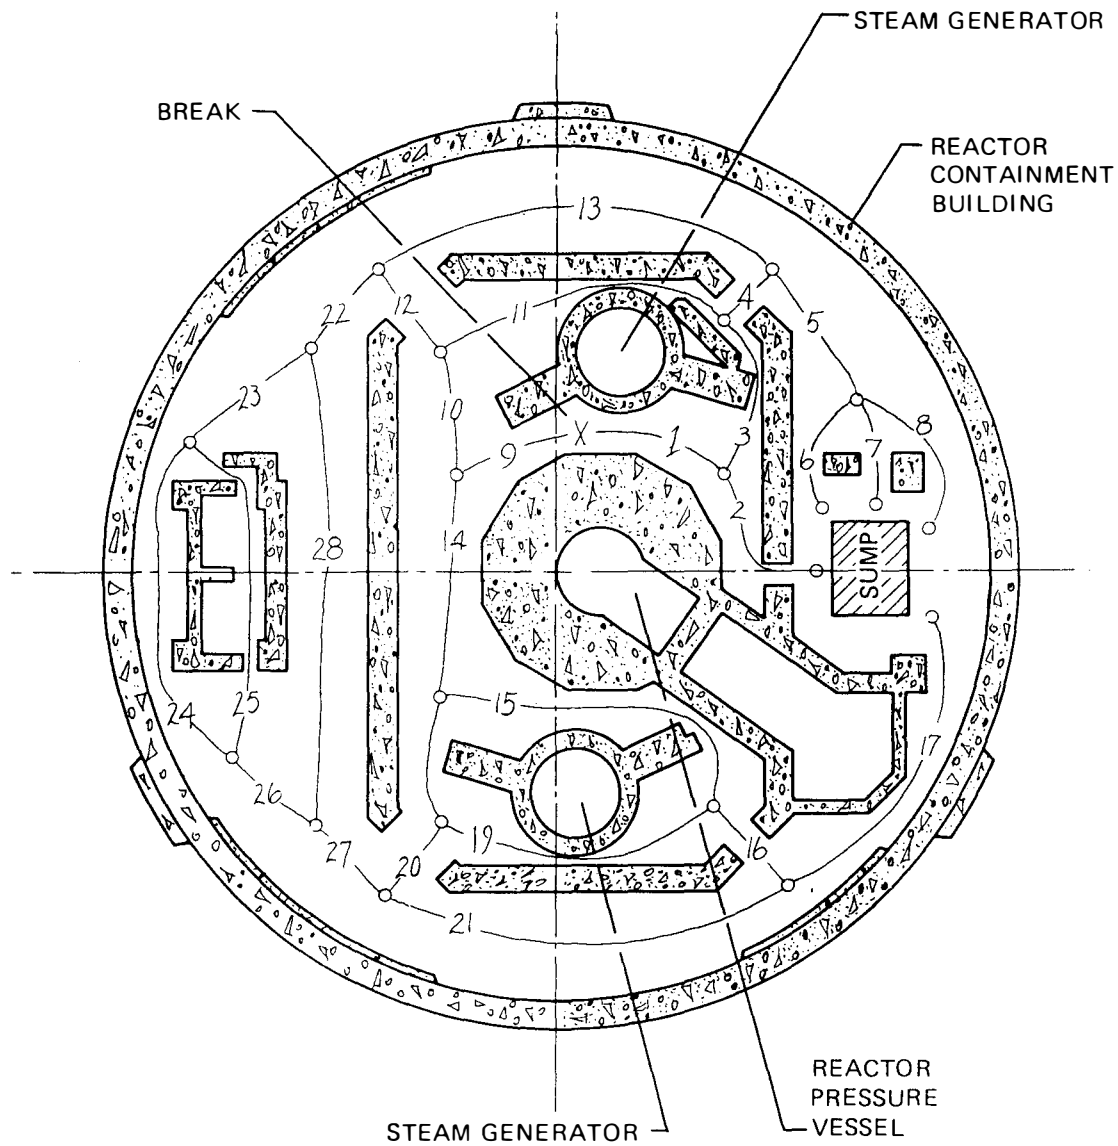 STEAM GENERATOR
BREAK
REACTOR
CONTAINMENT
BUILDING
13
22
12
11
4
5
23
10
9
X
1
3
6
7
8
2
28
14
SUMP
24
25
15
17
26
27
20
19
16
21
REACTOR
PRESSURE
VESSEL
STEAM GENERATOR